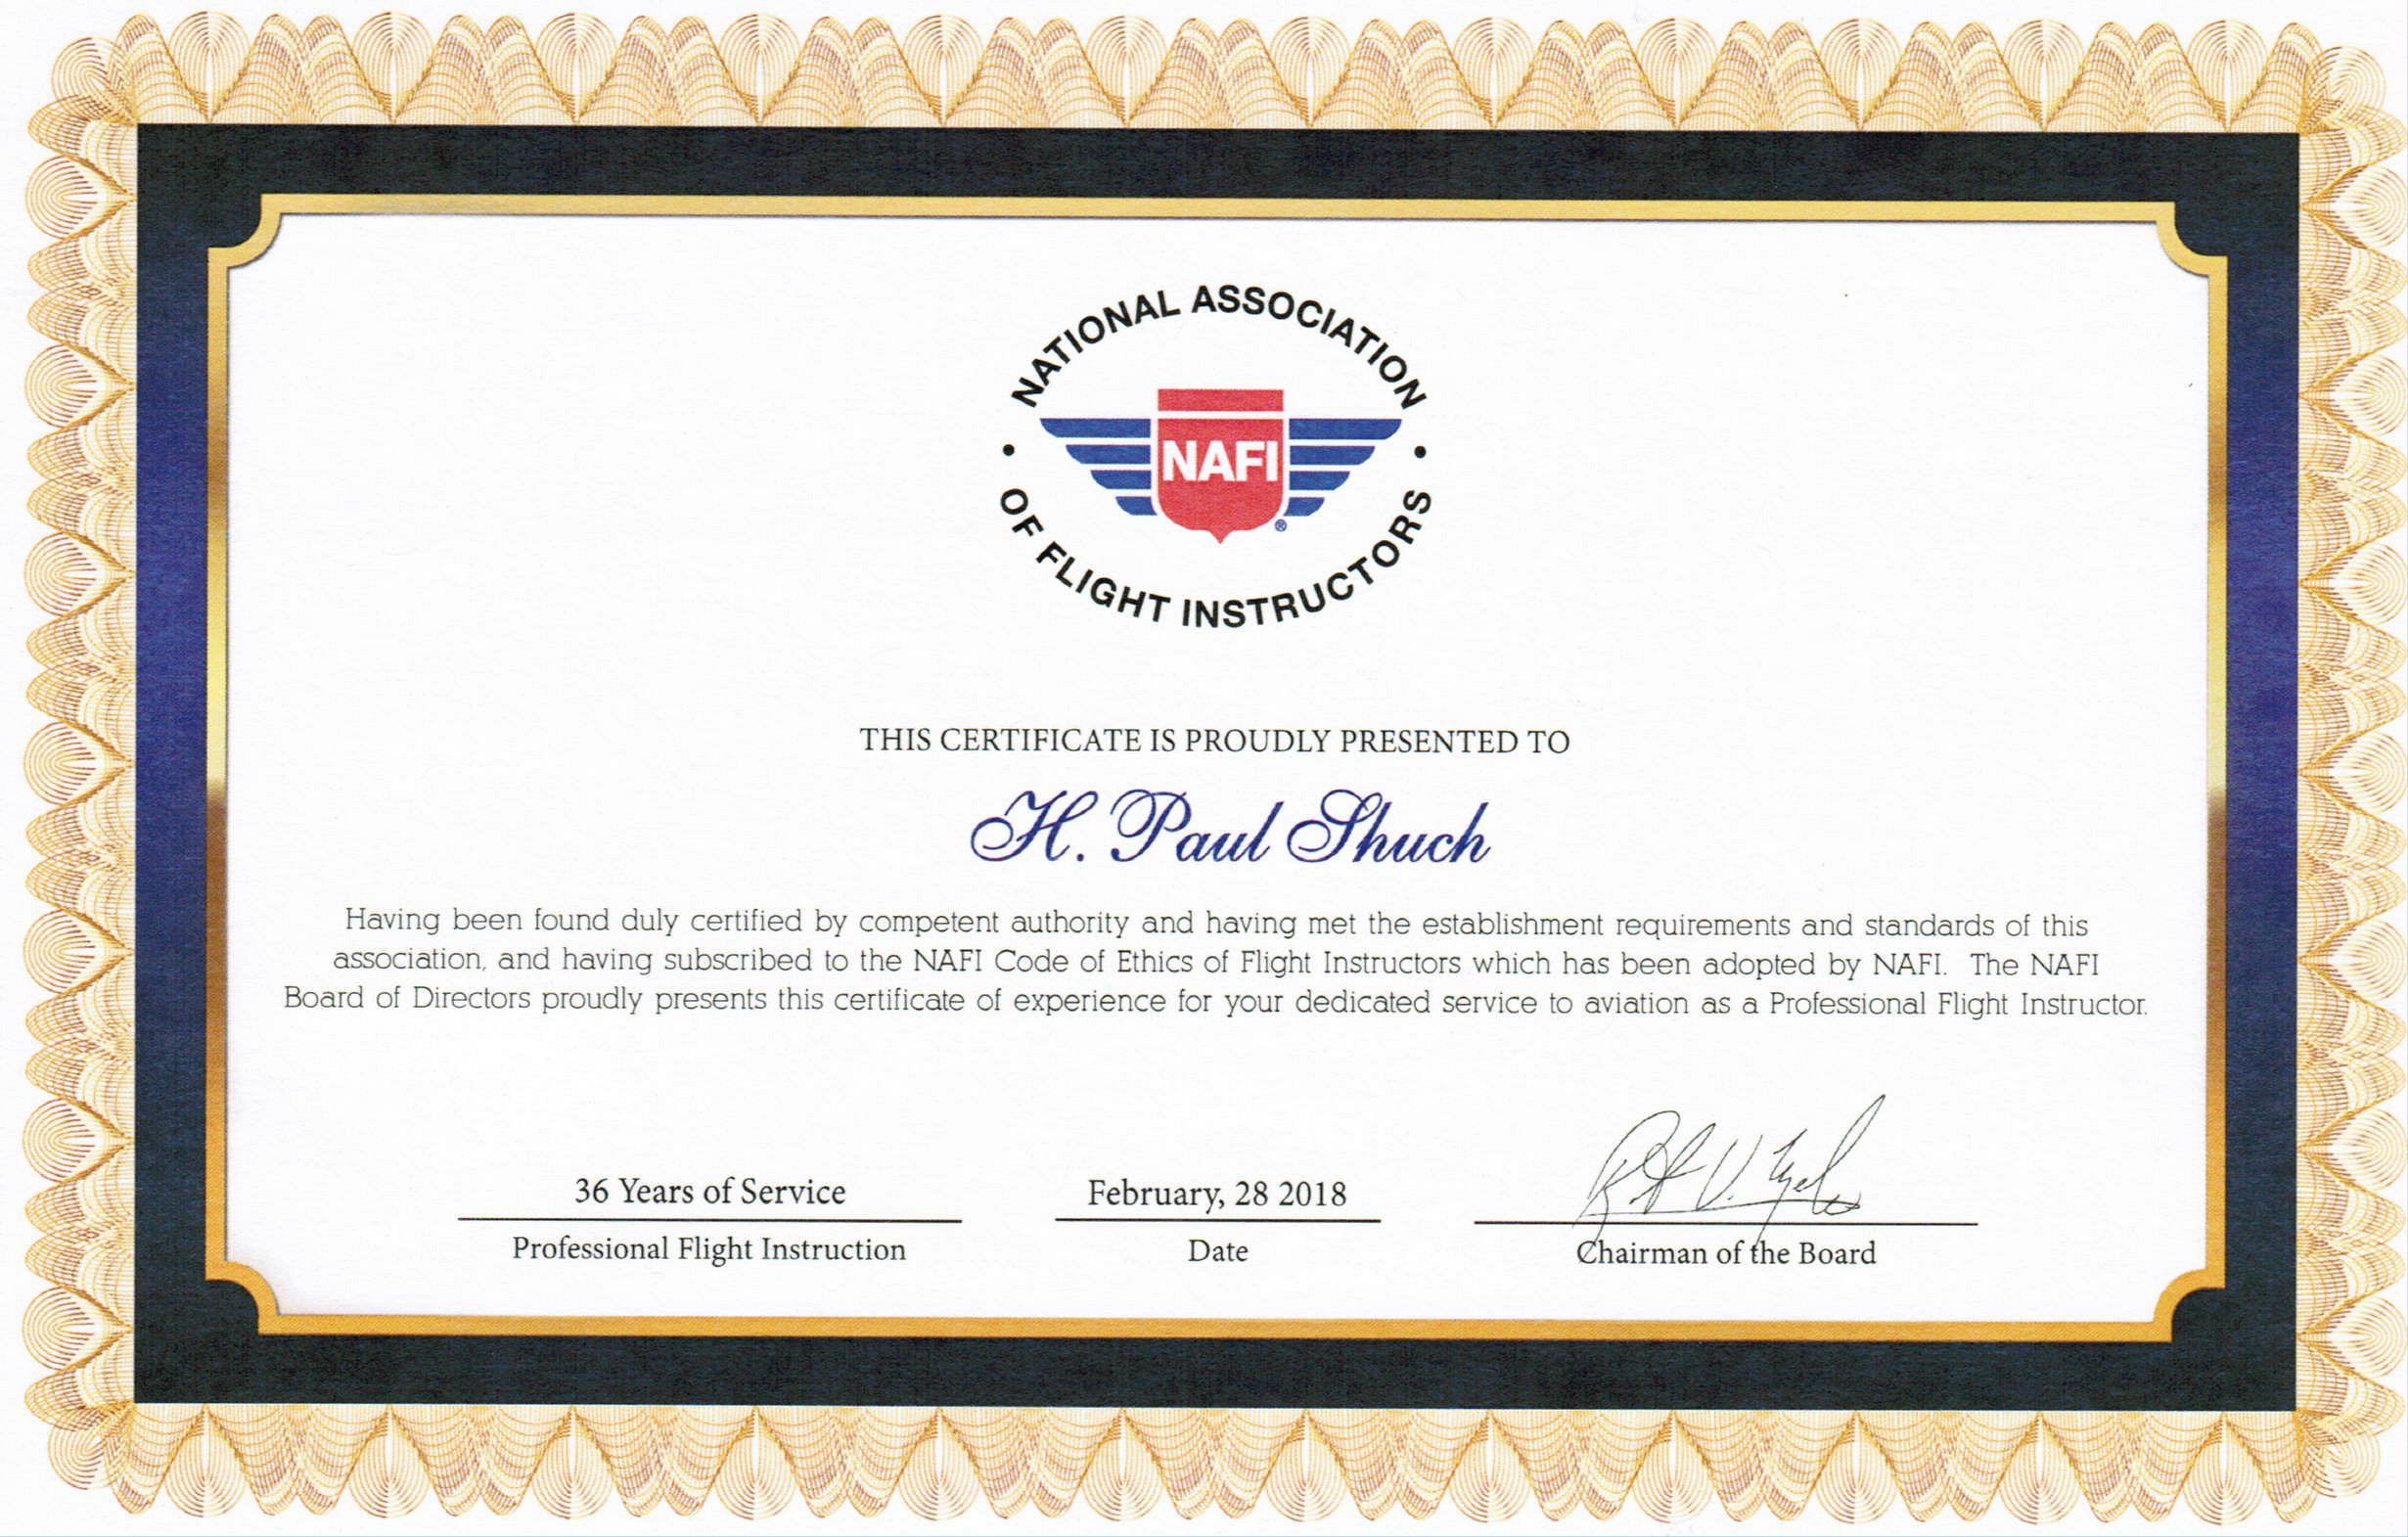 NATIONAL ASSOCIATION
NAFI
®
• OF FLIGHT INSTRUCTORS •
THIS CERTIFICATE IS PROUDLY PRESENTED TO
H. Paul Shuch
Having been found duly certified by competent authority and having met the establishment requirements and standards of this
association, and having subscribed to the NAFI Code of Ethics of Flight Instructors which has been adopted by NAFI. The NAFI
Board of Directors proudly presents this certificate of experience for your dedicated service to aviation as a Professional Flight Instructor.
36 Years of Service
Professional Flight Instruction
February, 28 2018
Date
Chairman of the Board